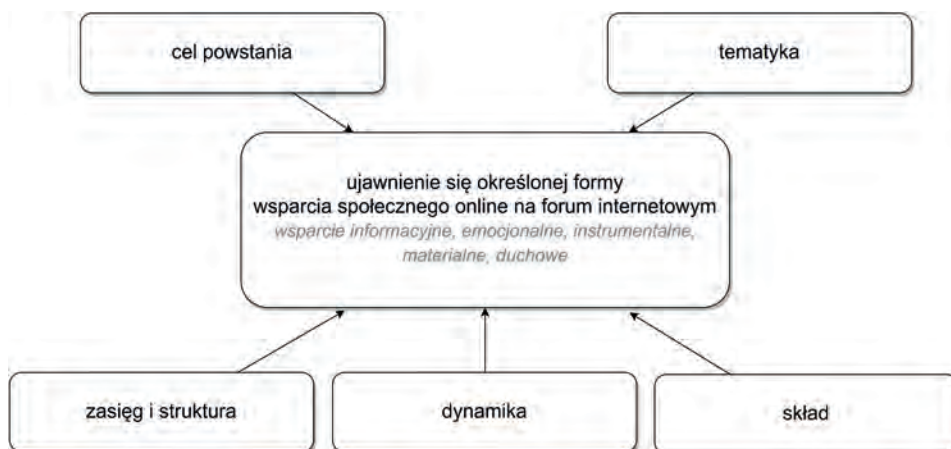 cel powstania
tematyka
ujawnienie się określonej formy
wsparcia społecznego online na forum internetowym
wsparcie informacyjne, emocjonalne, instrumentalne,
materialne, duchowe
zasięg i struktura
dynamika
skład